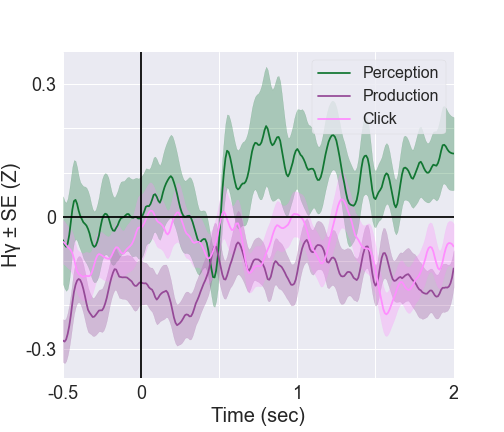 Perception
Production
Click
Hγ ± SE (Z)
0.3
0
-0.3
-0.5
0
1
2
Time (sec)